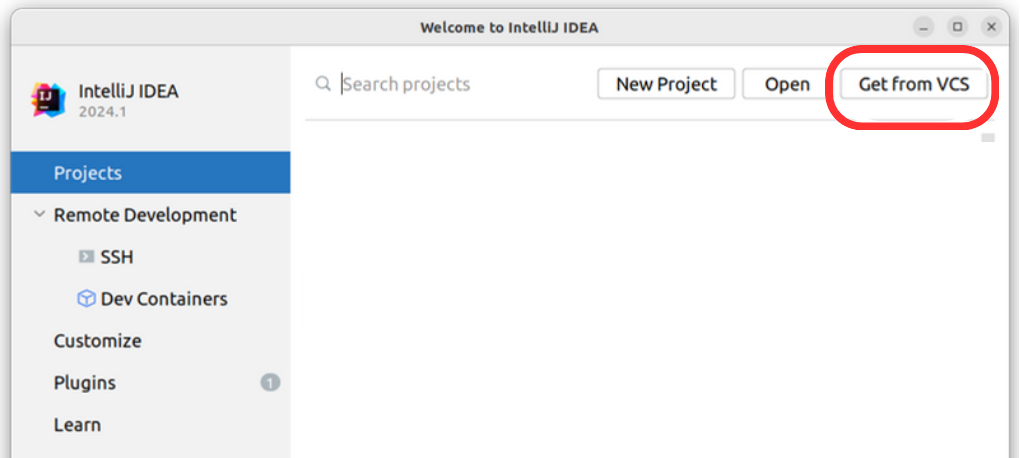 Welcome to IntelliJ IDEA
IntelliJ IDEA
2024.1
Search projects
New Project
Open
Get from VCS
Projects
Remote Development
SSH
Dev Containers
Customize
Plugins
1
Learn